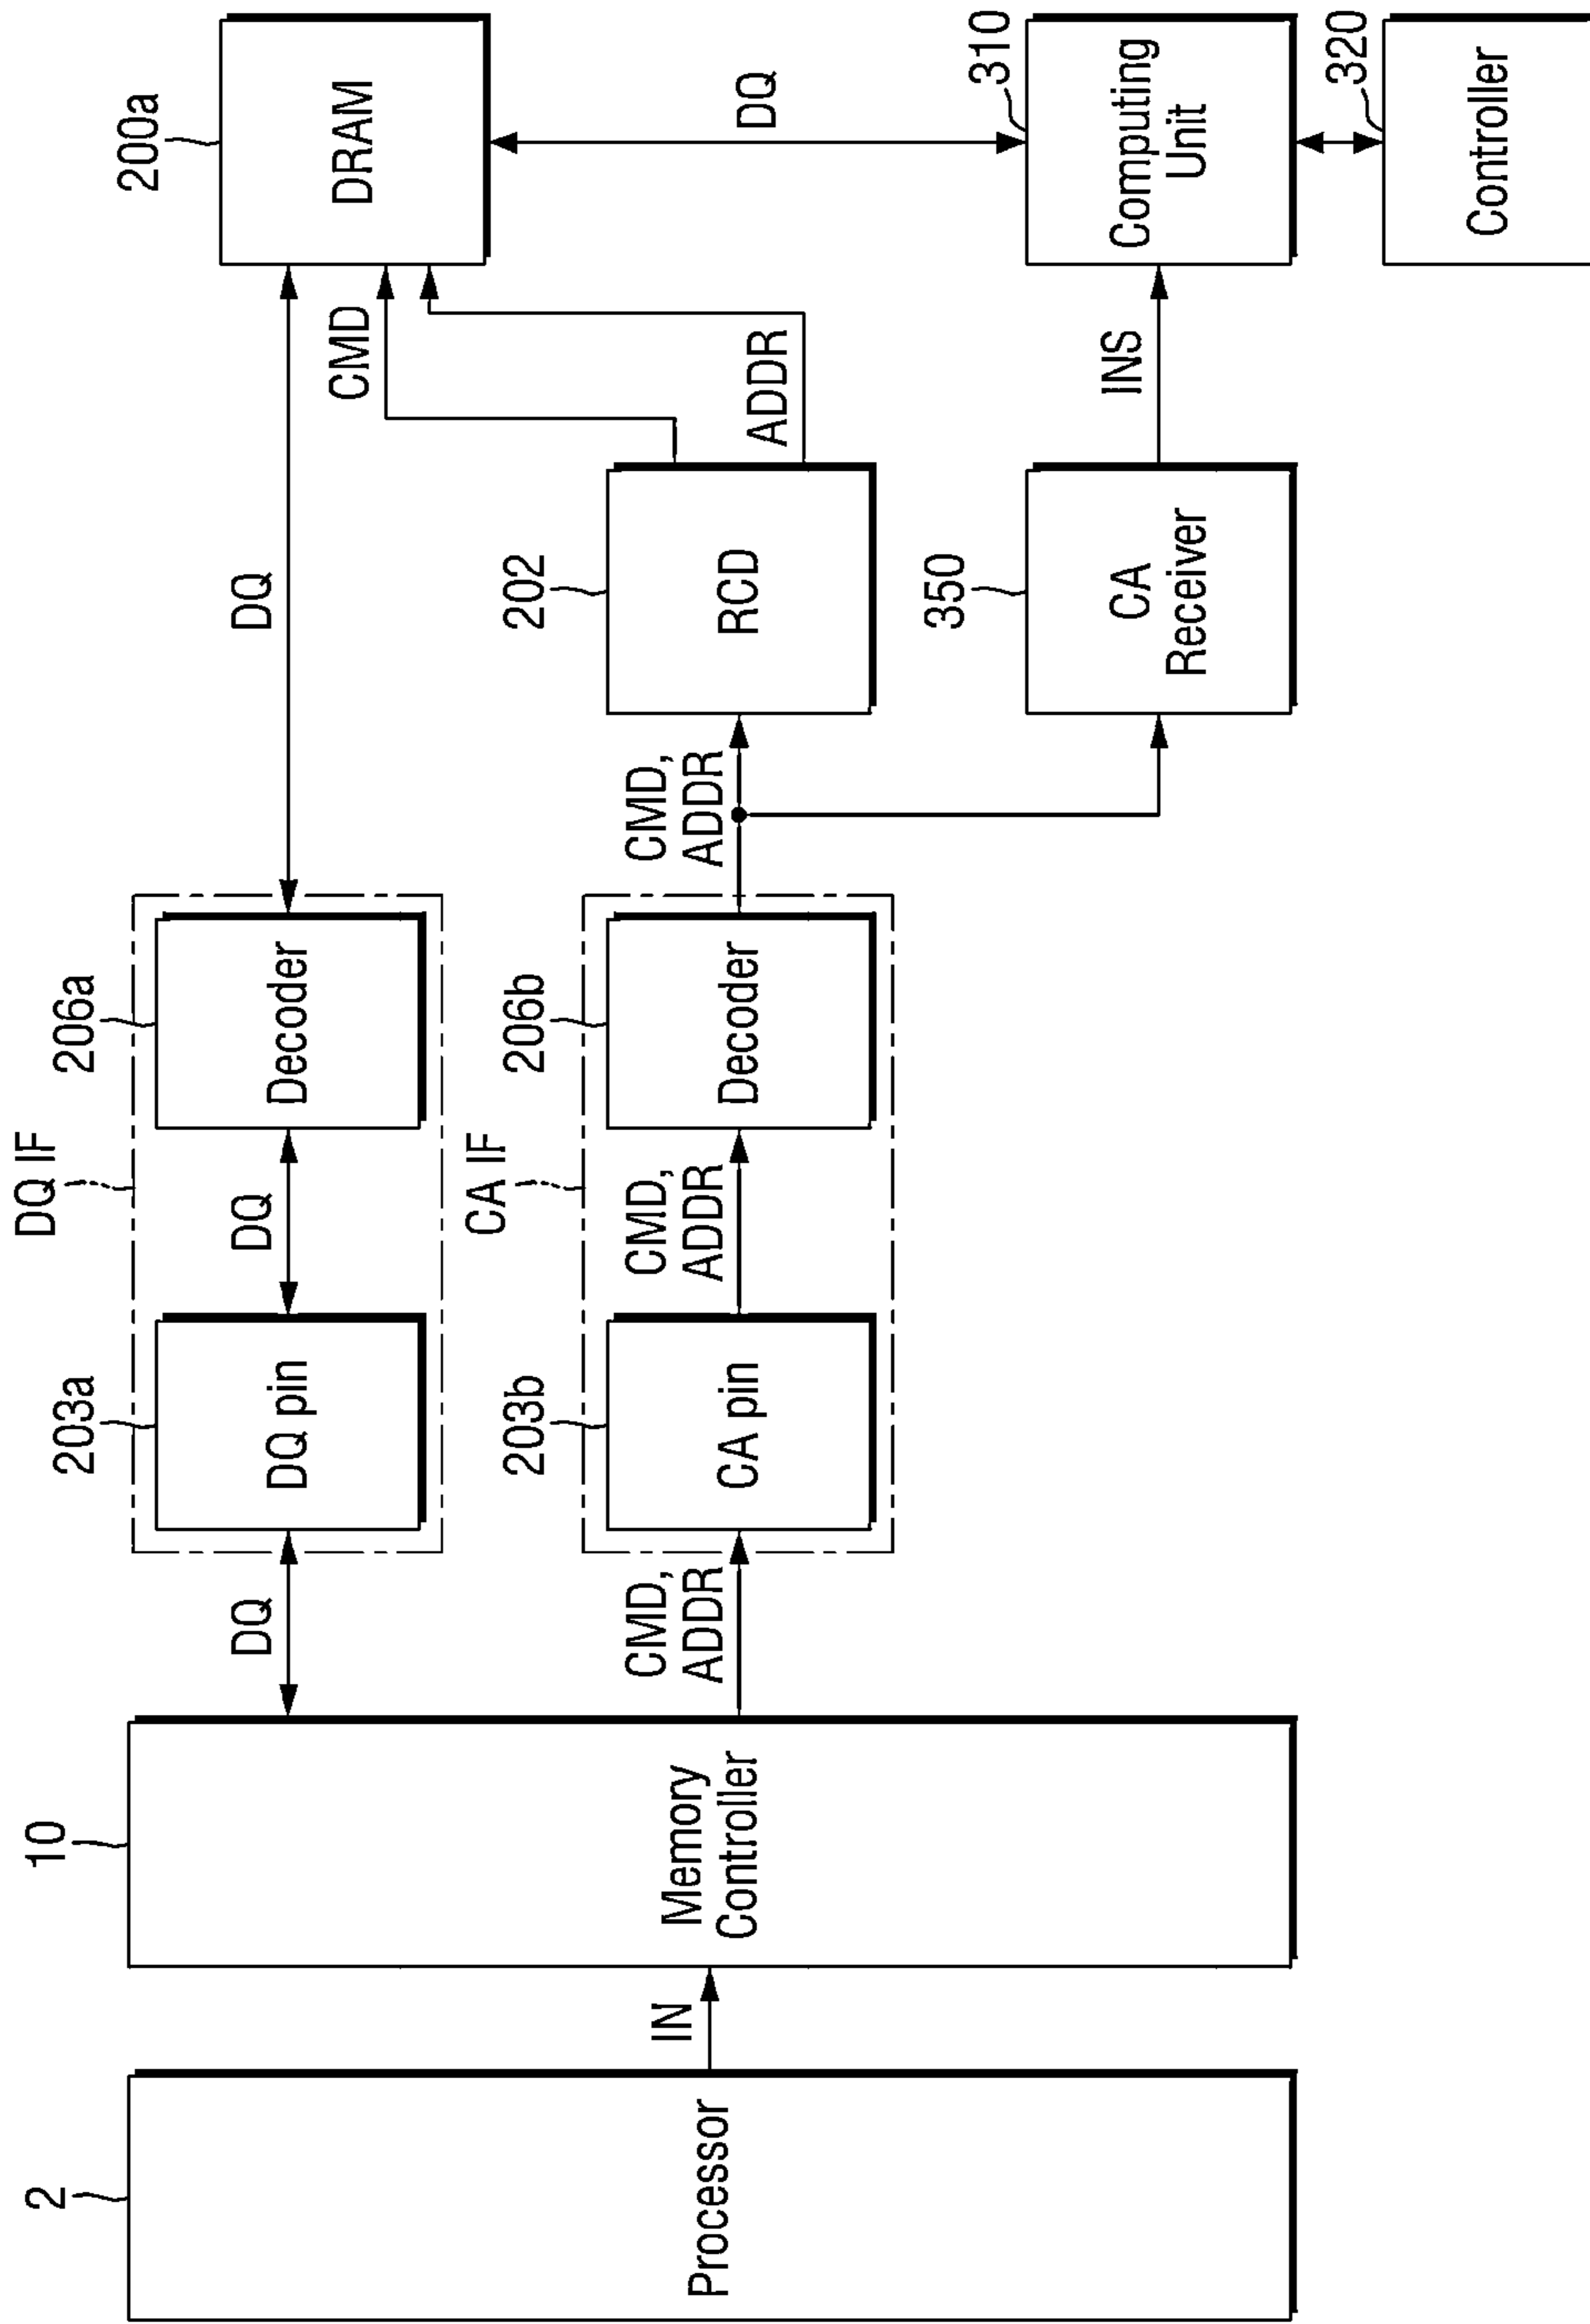 2
Processor
IN
10
Memory
Controller
DQ
CMD,
ADDR
DQ IF
203a
DQ pin
DQ
206a
Decoder
CA IF
203b
CA pin
CMD,
ADDR
206b
Decoder
DQ
CMD,
ADDR
202
RCD
350
CA
Receiver
CMD
ADDR
INS
200a
DRAM
DQ
310
Computing
Unit
320
Controller